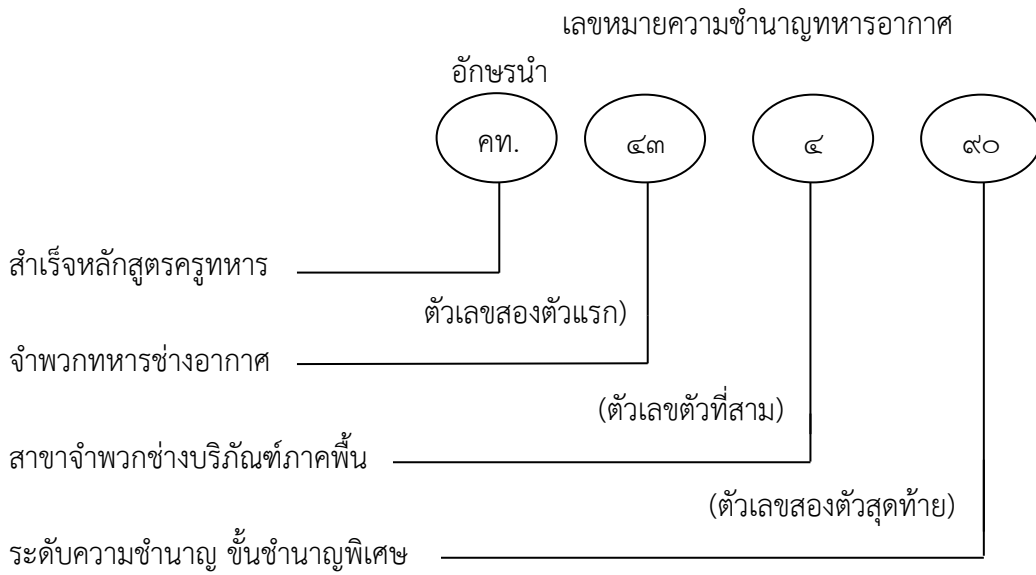 เลขหมายความชำนาญทหารอากาศ
อักษรนำ
คท. ๔๓ ๔ ๙๐
สำเร็จหลักสูตรครูทหาร
ตัวเลขสองตัวแรก)
จำพวกทหารช่างอากาศ
(ตัวเลขตัวที่สาม)
สาขาจำพวกช่างบริภัณฑ์ภาคพื้น
(ตัวเลขสองตัวสุดท้าย)
ระดับความชำนาญ ขั้นชำนาญพิเศษ